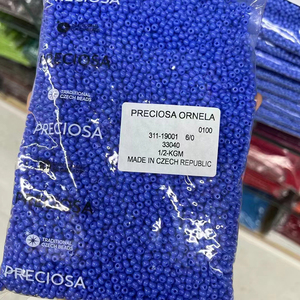 PRECIOSA
TRADITIONAL
CZECH BEADS
PRECIOSA ORNELA
0100
311-19001 6/0
33040
1/2-KGM
MADE IN CZECH REPUBLIC
PRECIOSA
TRADITIONAL
CZECH BEADS
PRECIOSA